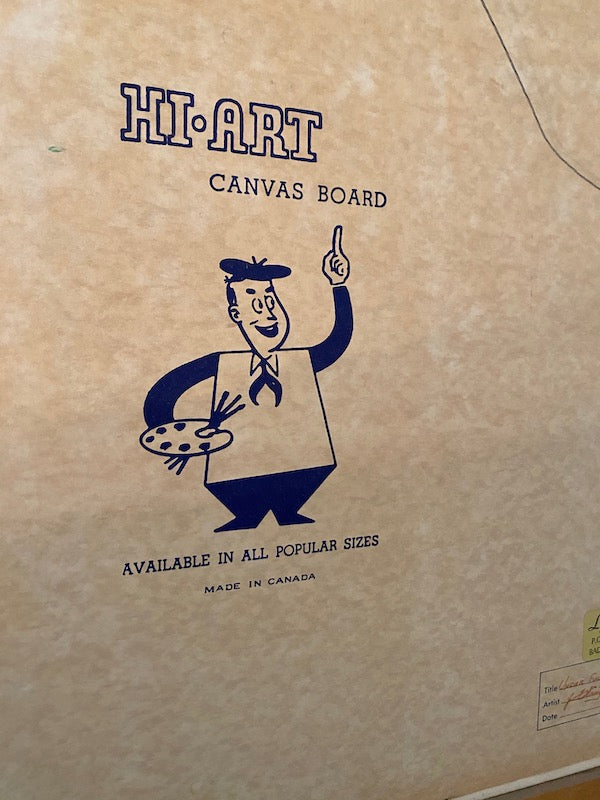 HI·ART
CANVAS BOARD
AVAILABLE IN ALL POPULAR SIZES
MADE IN CANADA
Title
Artist
Date